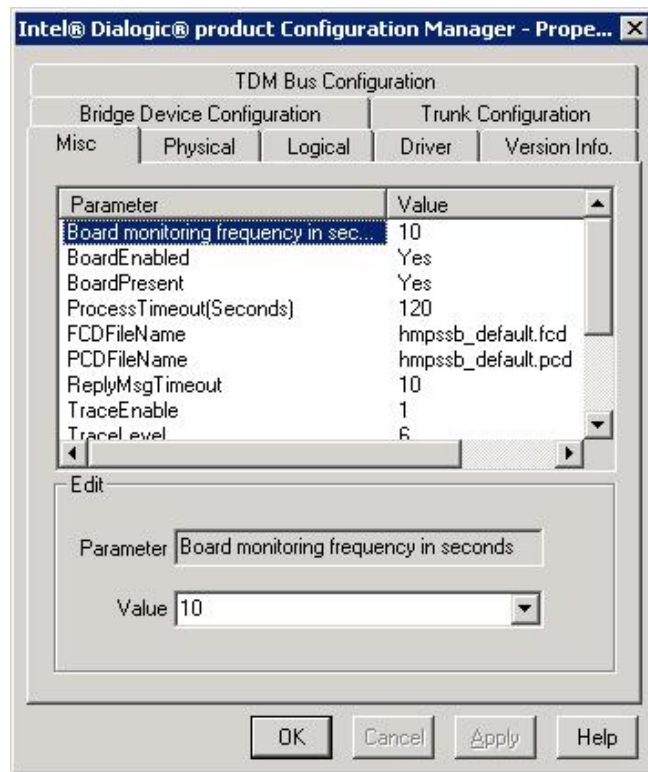 Intel® Dialogic® product Configuration Manager - Prope...
TDM Bus Configuration
Bridge Device Configuration Trunk Configuration
Misc Physical Logical Driver Version Info.
Parameter Value
Board monitoring frequency in sec... 10
BoardEnabled Yes
BoardPresent Yes
ProcessTimeout(Seconds) 120
FCDFileName hmpssb_default.fcd
PCDFileName hmpssb_default.pcd
ReplyMsgTimeout 10
TraceEnable 1
TraceLevel 6
Edit
Parameter Board monitoring frequency in seconds
Value 10
OK Cancel Apply Help